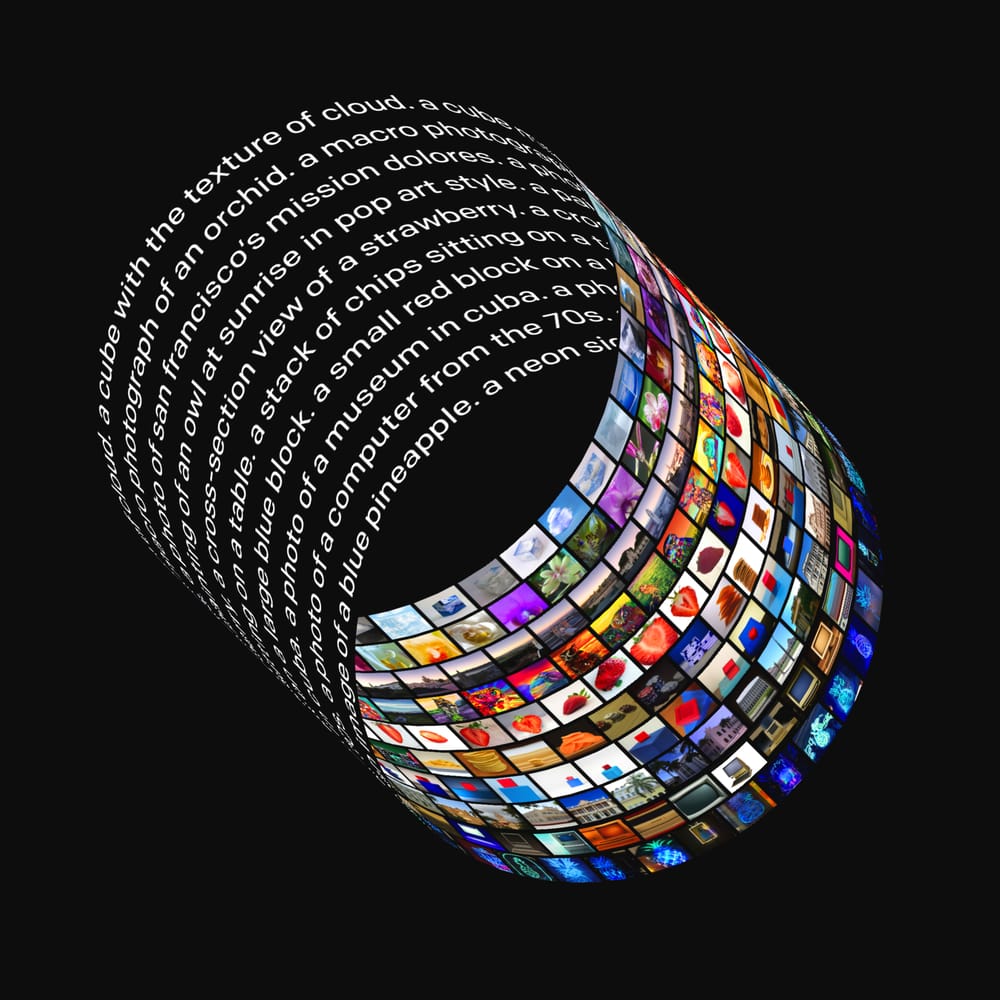 cloud. a cube with the texture of cloud. a cube
photograph of an orchid. a macro photography
photo of san francisco's mission dolores. a
of an owl at sunrise in pop art style. a
a cross-section view of a strawberry. a
on a table. a stack of chips sitting on a
a large blue block. a small red block on a
a photo of a museum in cuba. a
a photo of a computer from the 70s.
of a blue pineapple. a neon